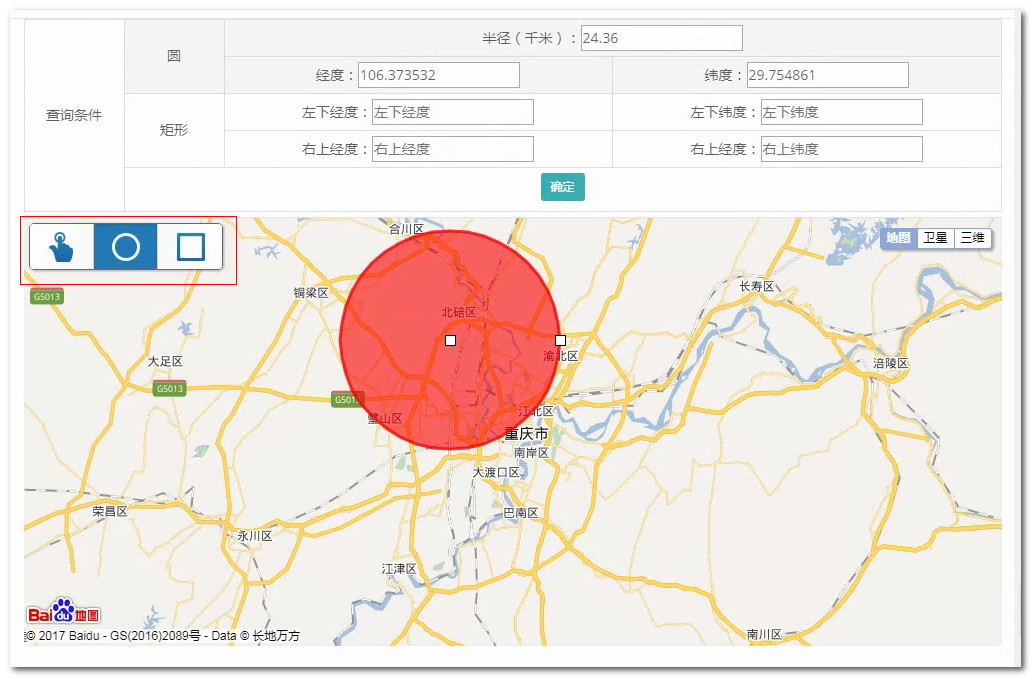 半径（千米）：24.36
圆
经度：106.373532 纬度：29.754861
查询条件
左下经度：左下经度 左下纬度：左下纬度
矩形
右上经度：右上经度 右上经度：右上纬度
确定
合川区
地图 卫星 三维
长寿区
铜梁区
G5013
北碚区
渝北区
大足区
涪陵区
G5013
G5013
璧山区
江北区
重庆市
南岸区
大渡口区
荣昌区
巴南区
永川区
江津区
Bai du 地图
南川区
© 2017 Baidu - GS(2016)2089号 - Data © 长地万方